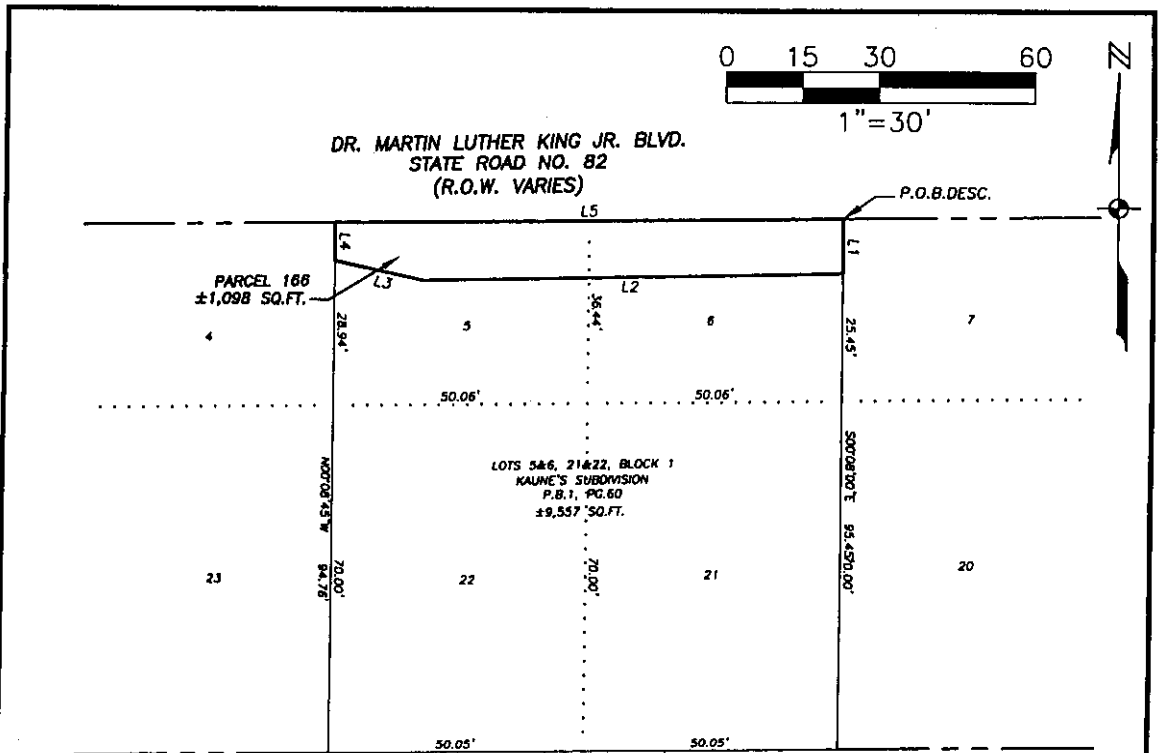 0 15 30 60
1"=30'
N
DR. MARTIN LUTHER KING JR. BLVD.
STATE ROAD NO. 82
(R.O.W. VARIES)
P.O.B.DESC.
L5
L4
L1
PARCEL 166
±1,098 SQ.FT.
L3
L2
4
28.94'
5
36.44'
6
25.45'
7
50.06'
50.06'
LOTS 5&6, 21&22, BLOCK 1
KAUNE'S SUBDIVISION
P.B.1, PG.60
±9,557 SQ.FT.
N00°08'45"W 94.76'
S00°08'00"E 95.45
70.00'
70.00'
0.00'
23
22
21
20
50.05'
50.05'